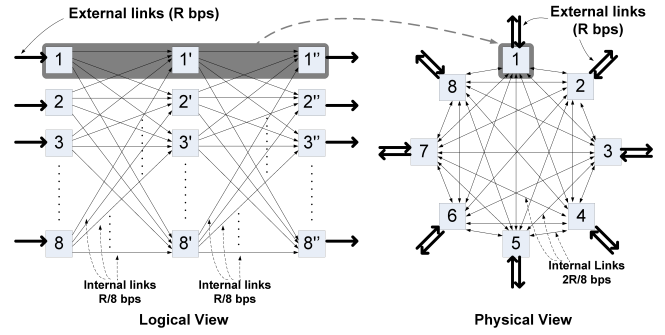 External links (R bps)
1
1'
1''
2
2'
2''
3
3'
3''
8
8'
8''
Internal links
R/8 bps
Internal links
R/8 bps
Logical View
External links
(R bps)
1
2
3
4
5
6
7
8
Internal Links
2R/8 bps
Physical View